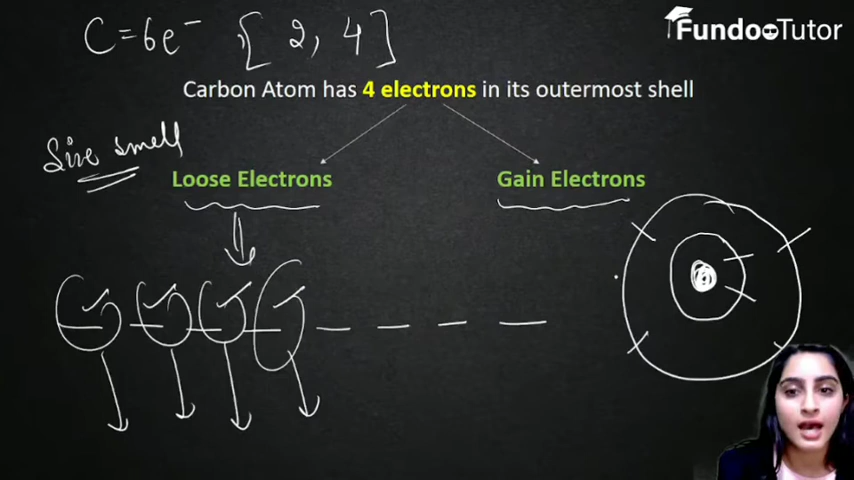 C=6e⁻, [2, 4]
FundooTutor
Carbon Atom has 4 electrons in its outermost shell
Size small
Loose Electrons
Gain Electrons